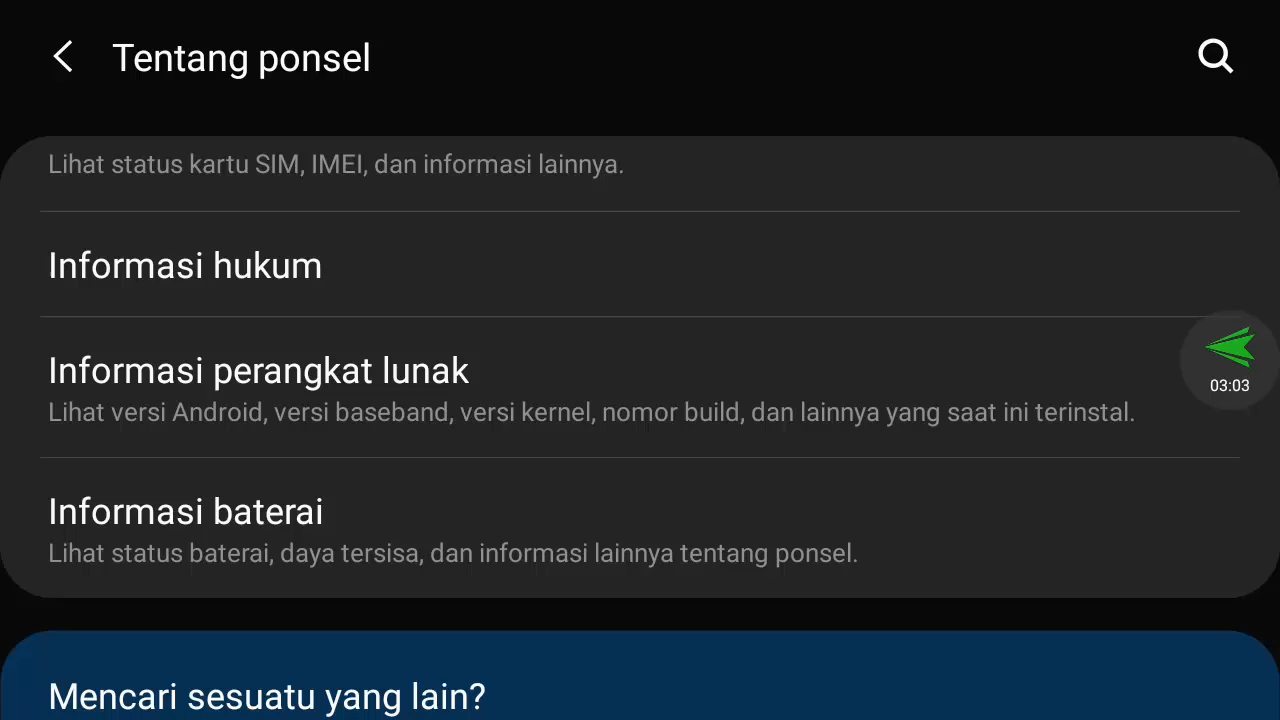 Tentang ponsel
Lihat status kartu SIM, IMEI, dan informasi lainnya.
Informasi hukum
Informasi perangkat lunak
Lihat versi Android, versi baseband, versi kernel, nomor build, dan lainnya yang saat ini terinstal.
03:03
Informasi baterai
Lihat status baterai, daya tersisa, dan informasi lainnya tentang ponsel.
Mencari sesuatu yang lain?